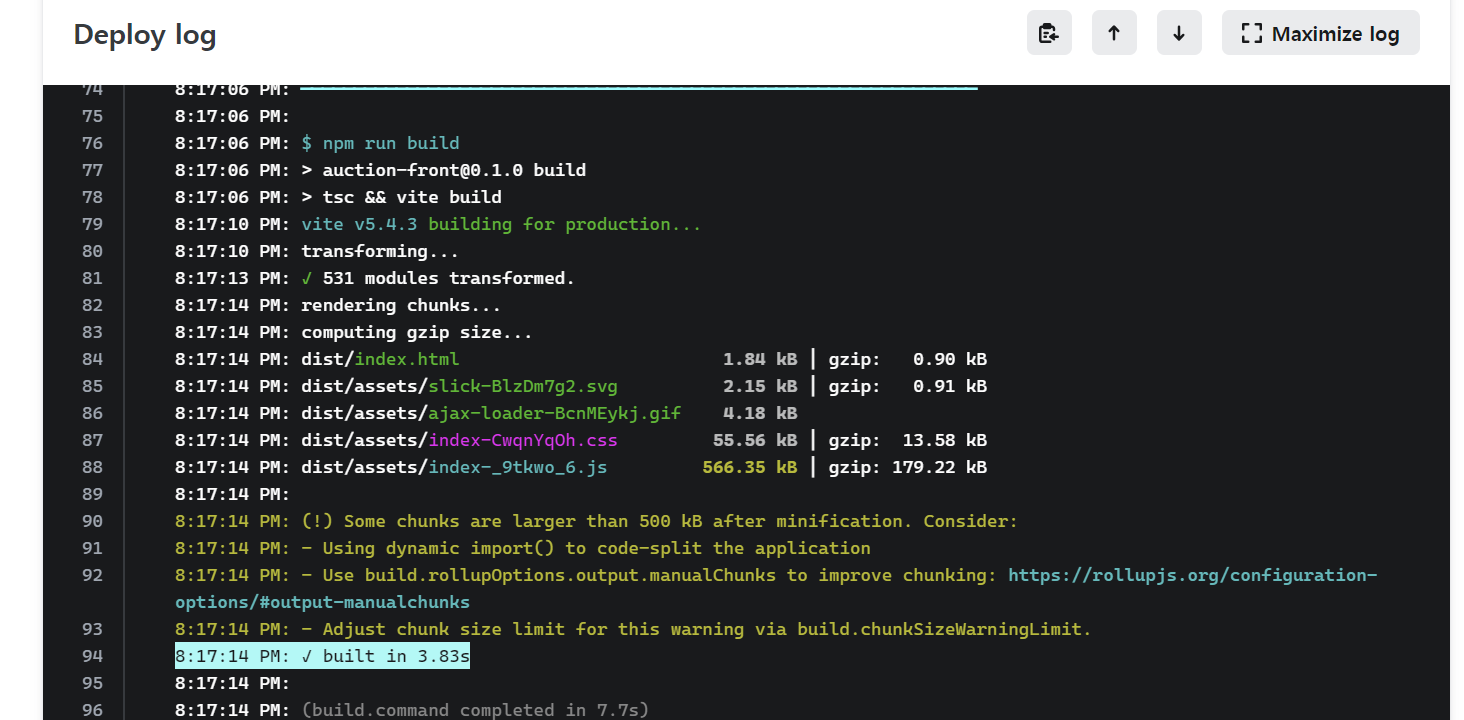 Deploy log
Maximize log
74 8:17:06 PM: ────────────────────────────────────────────────────────────────
75 8:17:06 PM:
76 8:17:06 PM: $ npm run build
77 8:17:06 PM: > auction-front@0.1.0 build
78 8:17:06 PM: > tsc && vite build
79 8:17:10 PM: vite v5.4.3 building for production...
80 8:17:10 PM: transforming...
81 8:17:13 PM: ✓ 531 modules transformed.
82 8:17:14 PM: rendering chunks...
83 8:17:14 PM: computing gzip size...
84 8:17:14 PM: dist/index.html 1.84 kB │ gzip: 0.90 kB
85 8:17:14 PM: dist/assets/slick-BlzDm7g2.svg 2.15 kB │ gzip: 0.91 kB
86 8:17:14 PM: dist/assets/ajax-loader-BcnMEykj.gif 4.18 kB
87 8:17:14 PM: dist/assets/index-CwqnYqOh.css 55.56 kB │ gzip: 13.58 kB
88 8:17:14 PM: dist/assets/index-_9tkwo_6.js 566.35 kB │ gzip: 179.22 kB
89 8:17:14 PM:
90 8:17:14 PM: (!) Some chunks are larger than 500 kB after minification. Consider:
91 8:17:14 PM: - Using dynamic import() to code-split the application
92 8:17:14 PM: - Use build.rollupOptions.output.manualChunks to improve chunking: https://rollupjs.org/configuration-
options/#output-manualchunks
93 8:17:14 PM: - Adjust chunk size limit for this warning via build.chunkSizeWarningLimit.
94 8:17:14 PM: ✓ built in 3.83s
95 8:17:14 PM:
96 8:17:14 PM: (build.command completed in 7.7s)